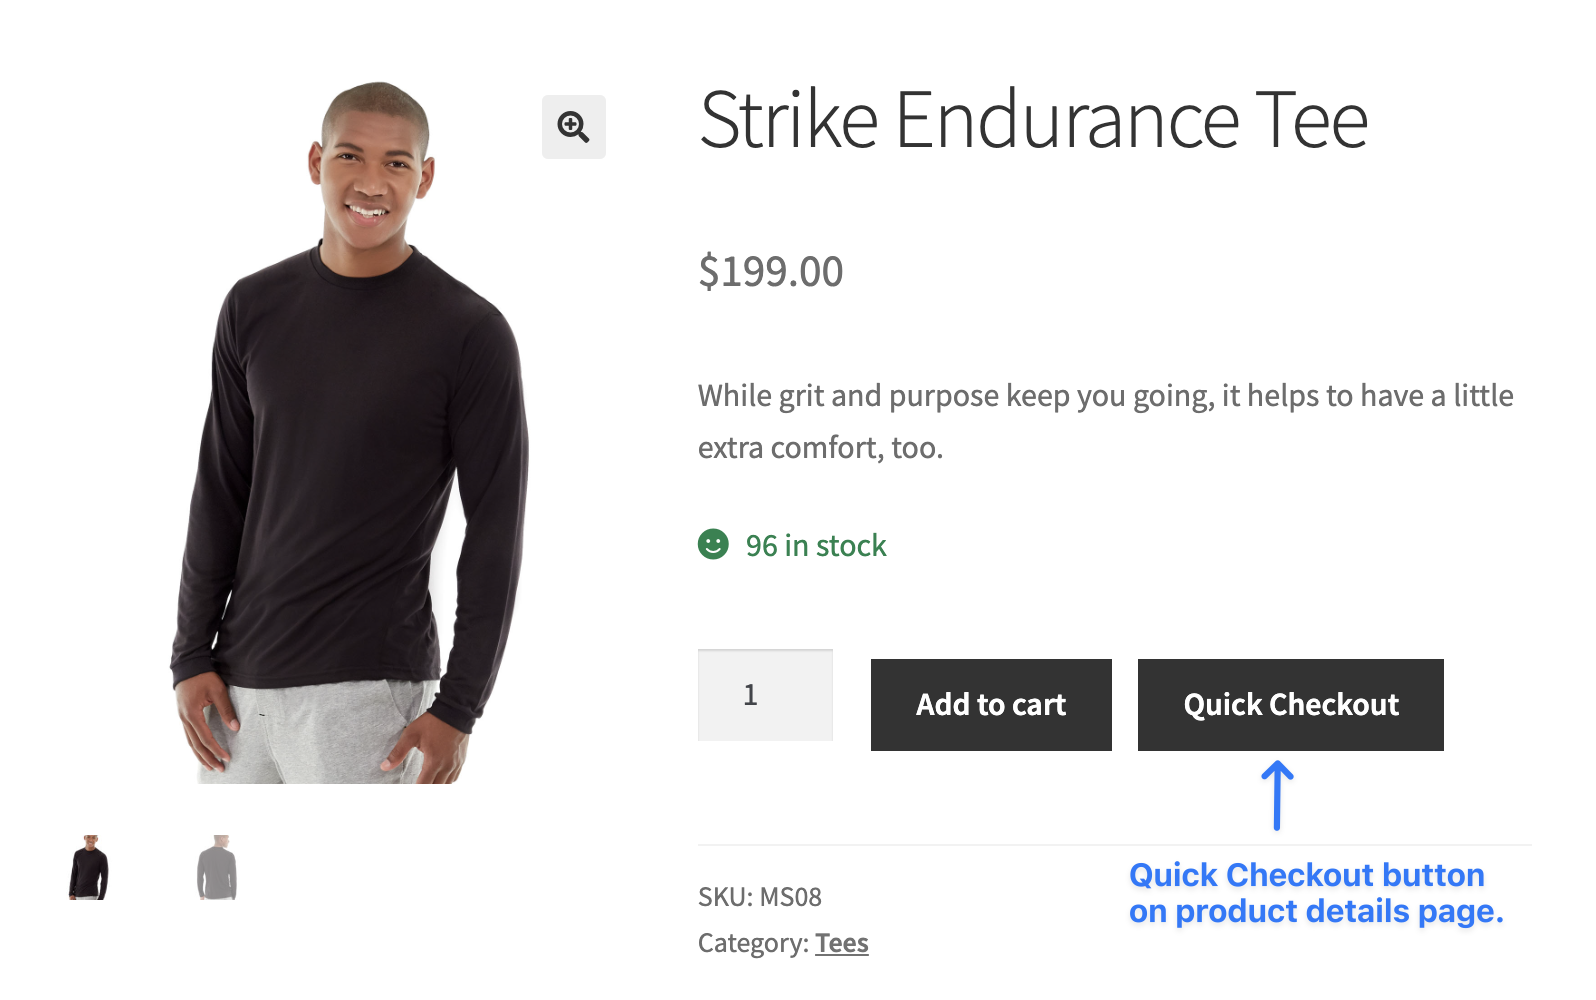 Strike Endurance Tee
$199.00
While grit and purpose keep you going, it helps to have a little
extra comfort, too.
96 in stock
1
Add to cart
Quick Checkout
Quick Checkout button
on product details page.
SKU: MS08
Category: Tees